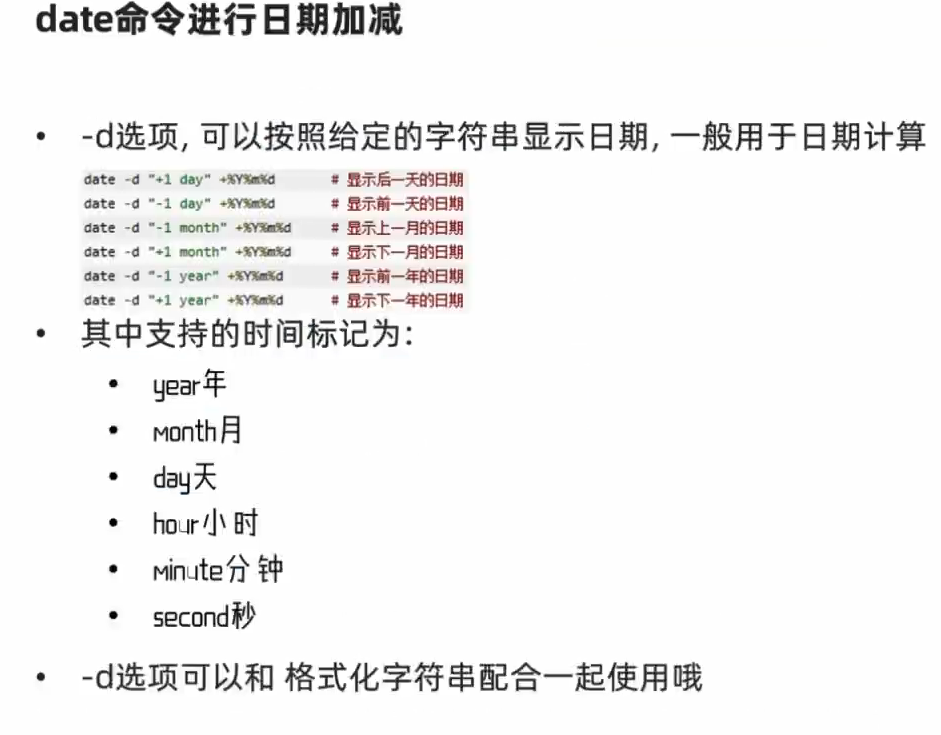 date命令进行日期加减
• -d选项, 可以按照给定的字符串显示日期, 一般用于日期计算
date -d "+1 day" +%Y%m%d # 显示后一天的日期
date -d "-1 day" +%Y%m%d # 显示前一天的日期
date -d "-1 month" +%Y%m%d # 显示上一月的日期
date -d "+1 month" +%Y%m%d # 显示下一月的日期
date -d "-1 year" +%Y%m%d # 显示前一年的日期
date -d "+1 year" +%Y%m%d # 显示下一年的日期
• 其中支持的时间标记为：
• year年
• month月
• day天
• hour小时
• minute分钟
• second秒
• -d选项可以和 格式化字符串配合一起使用哦